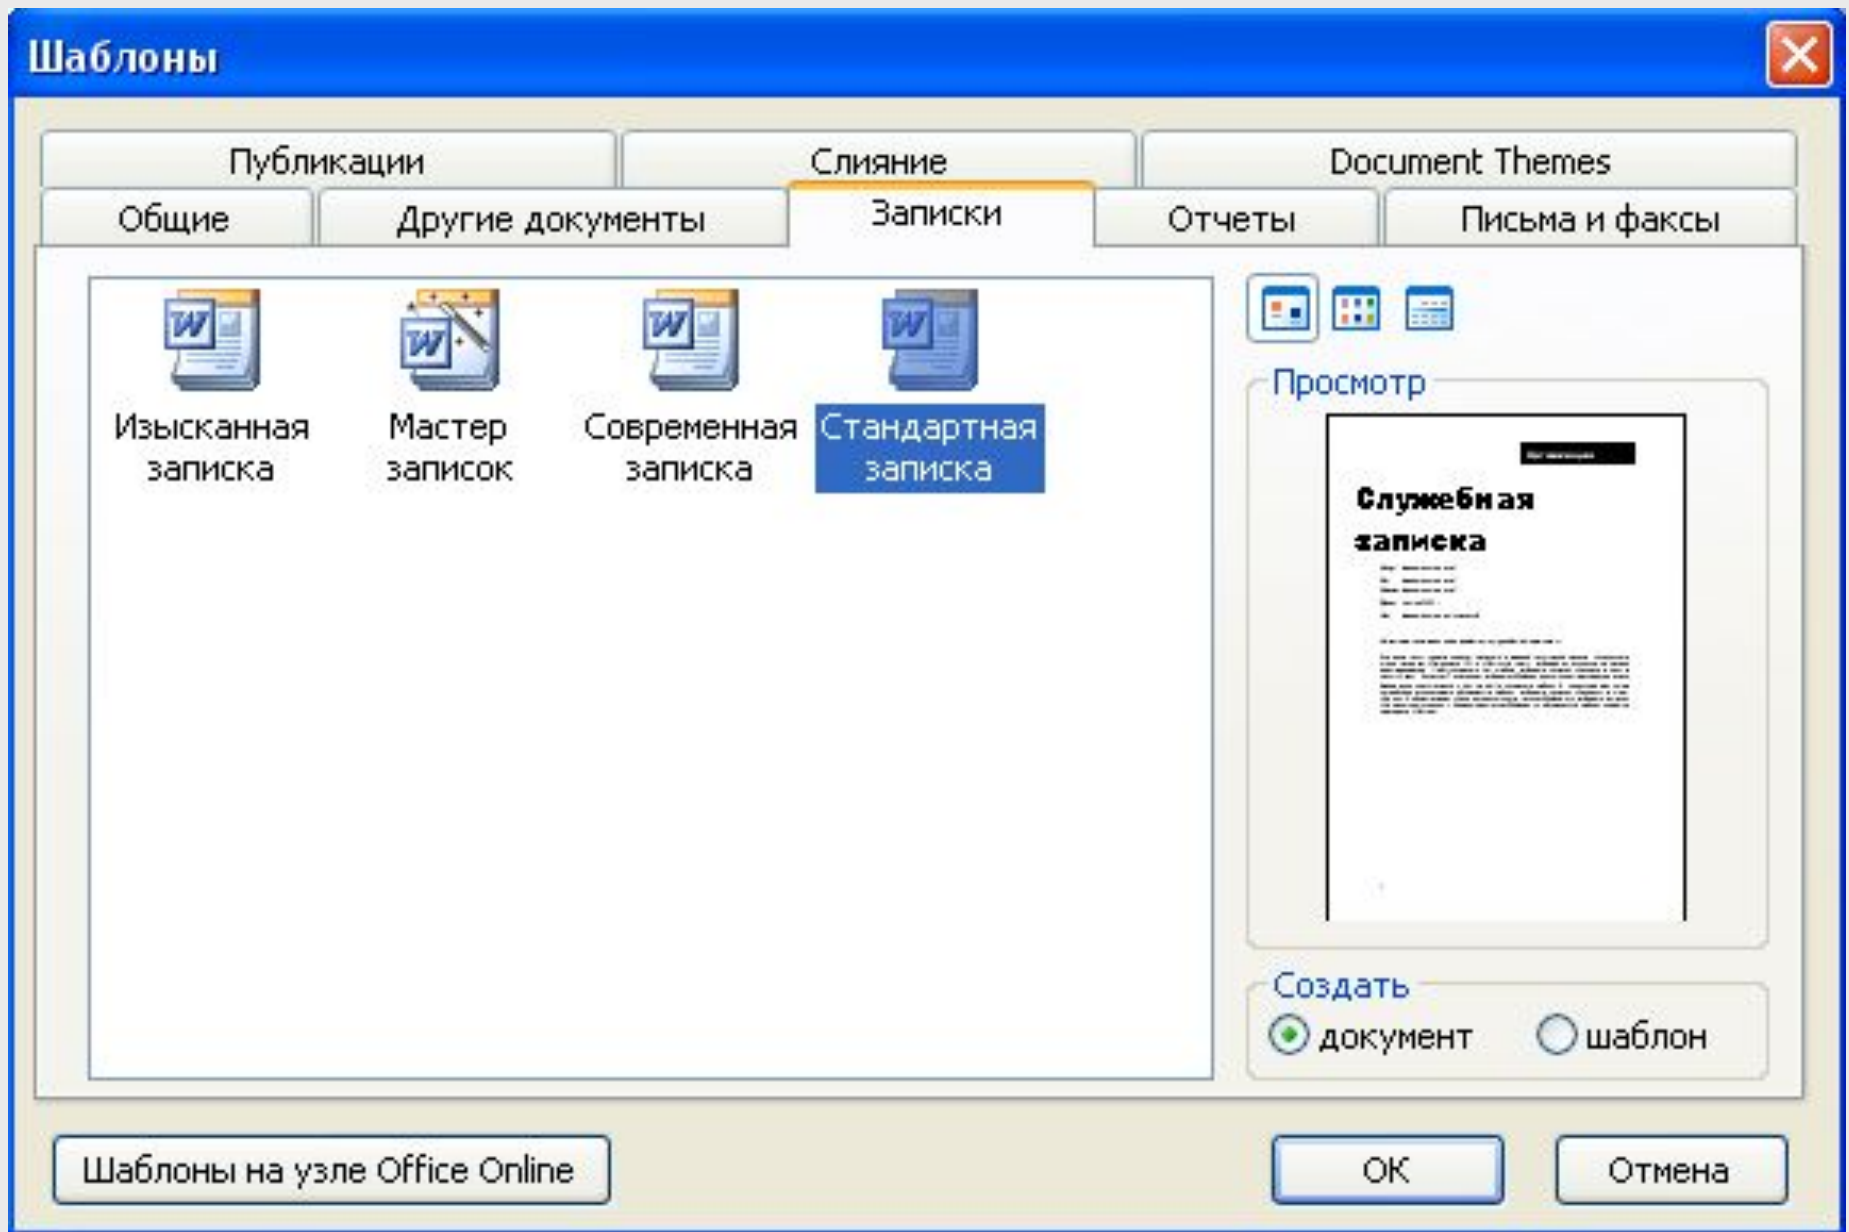 Шаблоны
Публикации
Слияние
Document Themes
Общие
Другие документы
Записки
Отчеты
Письма и факсы
Изысканная
записка
Мастер
записок
Современная
записка
Стандартная
записка
Просмотр
Служебная
записка
Создать
документ
шаблон
Шаблоны на узле Office Online
ОК
Отмена